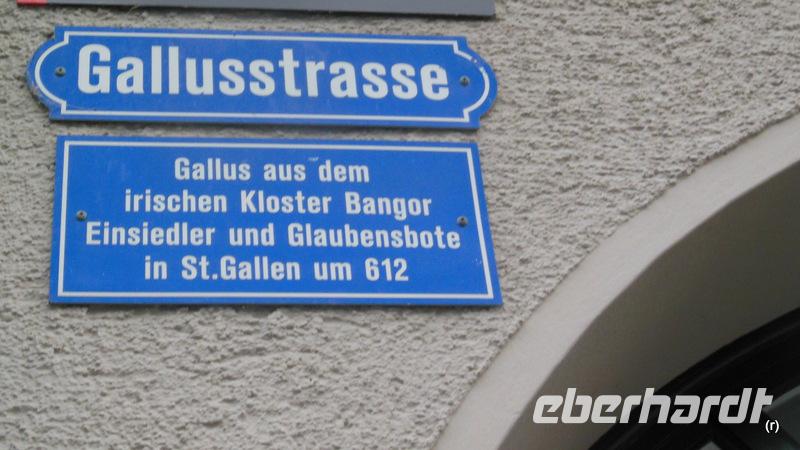 Gallusstrasse
Gallus aus dem
irischen Kloster Bangor
Einsiedler und Glaubensbote
in St.Gallen um 612
eberhardt
(r)